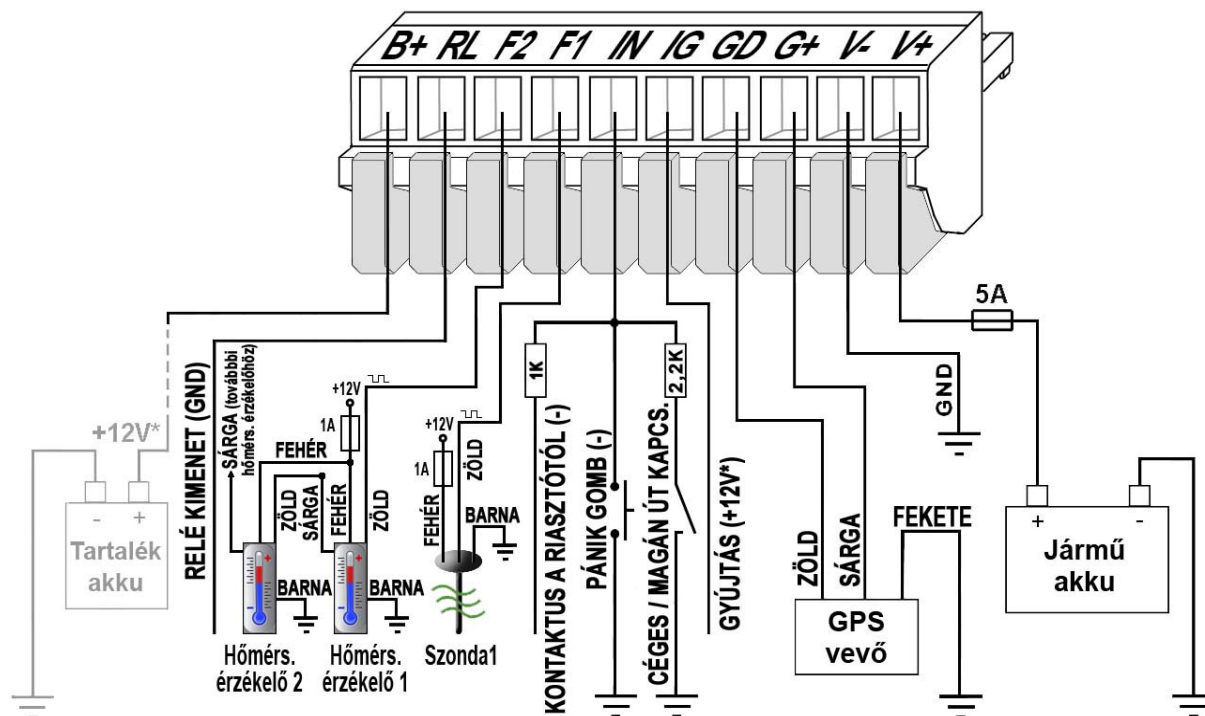 B+ RL F2 F1 IN IG GD G+ V- V+
5A
RELÉ KIMENET (GND)
SÁRGA (további
hőmérs. érzékelőhöz)
+12V
1A
FEHÉR
ZÖLD
SÁRGA
FEHÉR
ZÖLD
BARNA
BARNA
Hőmérs.
érzékelő 2
Hőmérs.
érzékelő 1
+12V
1A
FEHÉR
ZÖLD
BARNA
Szonda1
1K
KONTAKTUS A RIASZTÓTÓL (-)
PÁNIK GOMB (-)
2,2K
CÉGES / MAGÁN ÚT KAPCS.
GYÚJTÁS (+12V*)
ZÖLD
SÁRGA
FEKETE
GPS
vevő
GND
+ -
Jármű
akku
+12V*
- +
Tartalék
akku